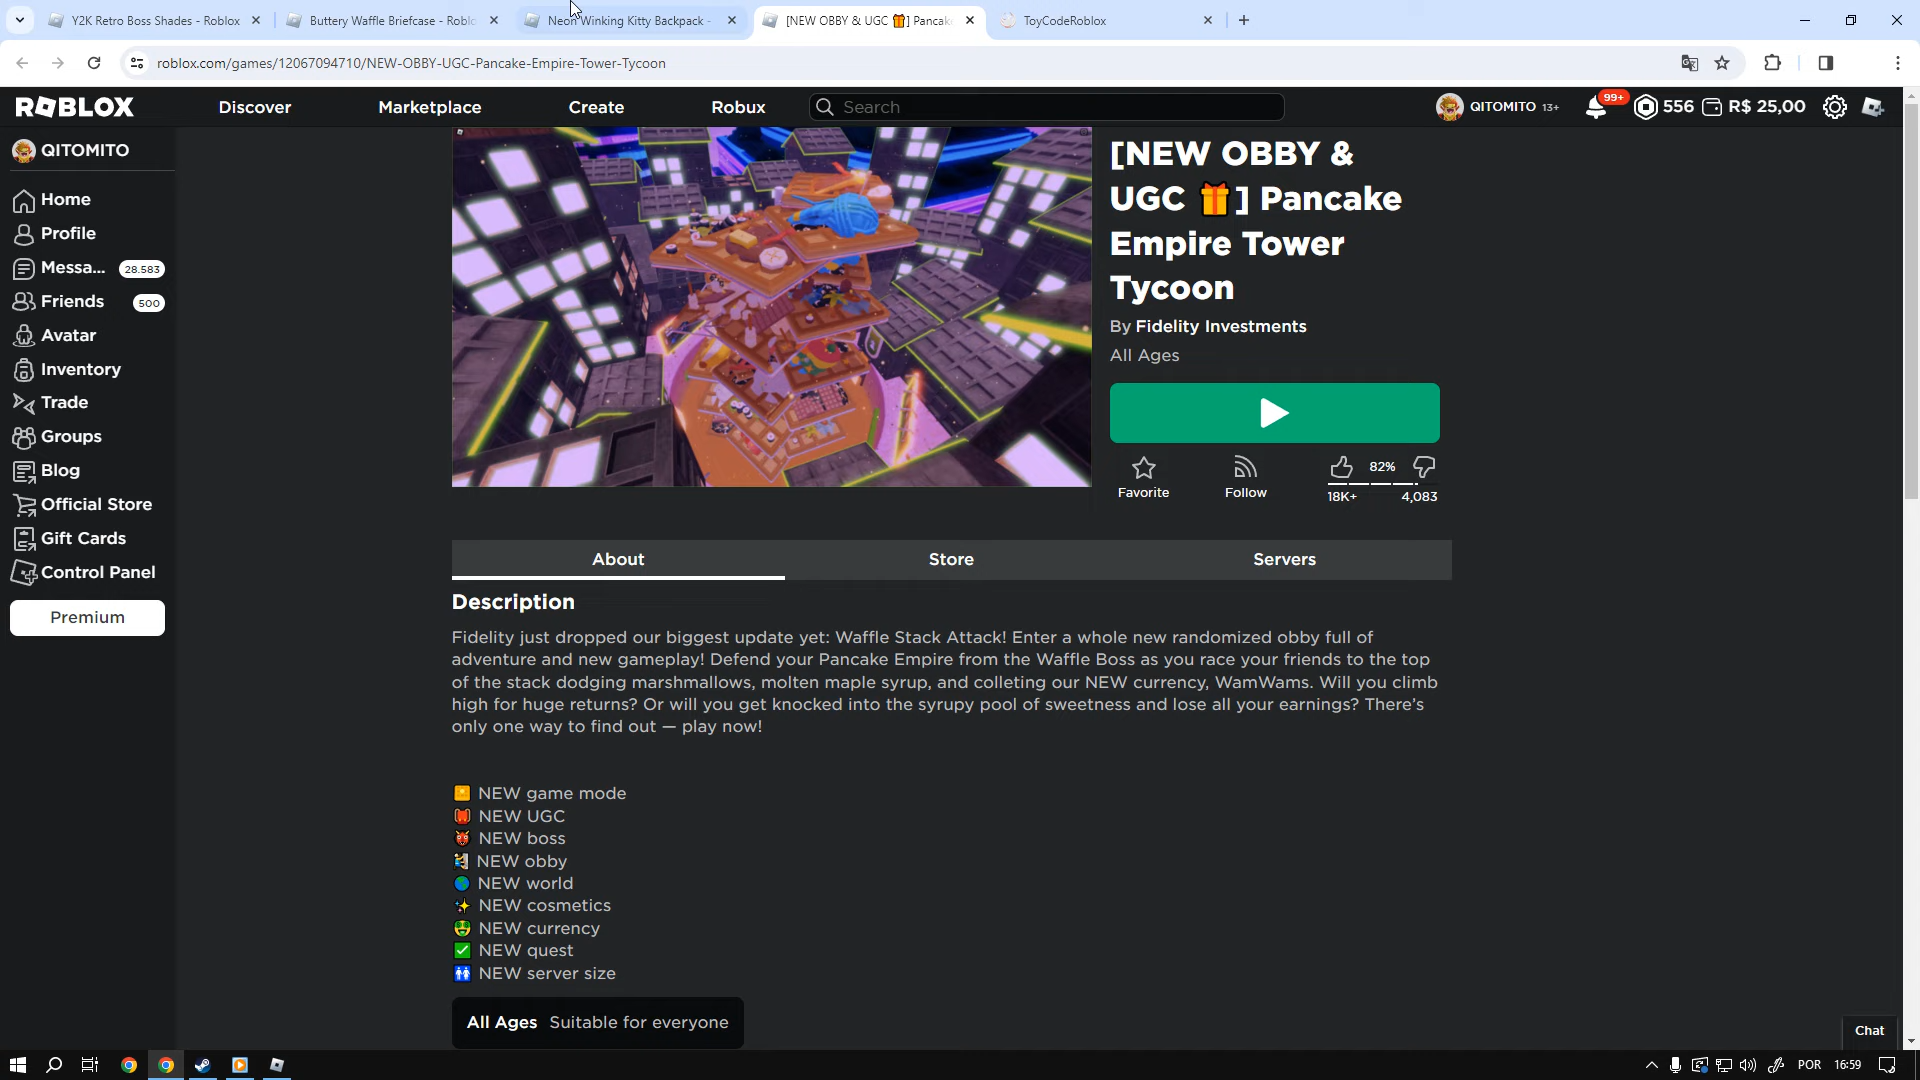 Y2K Retro Boss Shades - Roblox
Buttery Waffle Briefcase - Roblo
Neon Winking Kitty Backpack -
[NEW OBBY & UGC 🎁] Pancake
ToyCodeRoblox
roblox.com/games/12067094710/NEW-OBBY-UGC-Pancake-Empire-Tower-Tycoon
ROBLOX
Discover
Marketplace
Create
Robux
Search
QITOMITO 13+
99+
556
R$ 25,00
QITOMITO
Home
Profile
Messa... 28.583
Friends 500
Avatar
Inventory
Trade
Groups
Blog
Official Store
Gift Cards
Control Panel
Premium
[NEW OBBY &
UGC 🎁] Pancake
Empire Tower
Tycoon
By Fidelity Investments
All Ages
Favorite
Follow
82%
18K+
4,083
About
Store
Servers
Description
Fidelity just dropped our biggest update yet: Waffle Stack Attack! Enter a whole new randomized obby full of
adventure and new gameplay! Defend your Pancake Empire from the Waffle Boss as you race your friends to the top
of the stack dodging marshmallows, molten maple syrup, and colleting our NEW currency, WamWams. Will you climb
high for huge returns? Or will you get knocked into the syrupy pool of sweetness and lose all your earnings? There's
only one way to find out — play now!
NEW game mode
NEW UGC
NEW boss
NEW obby
NEW world
NEW cosmetics
NEW currency
NEW quest
NEW server size
All Ages Suitable for everyone
Chat
POR
16:59